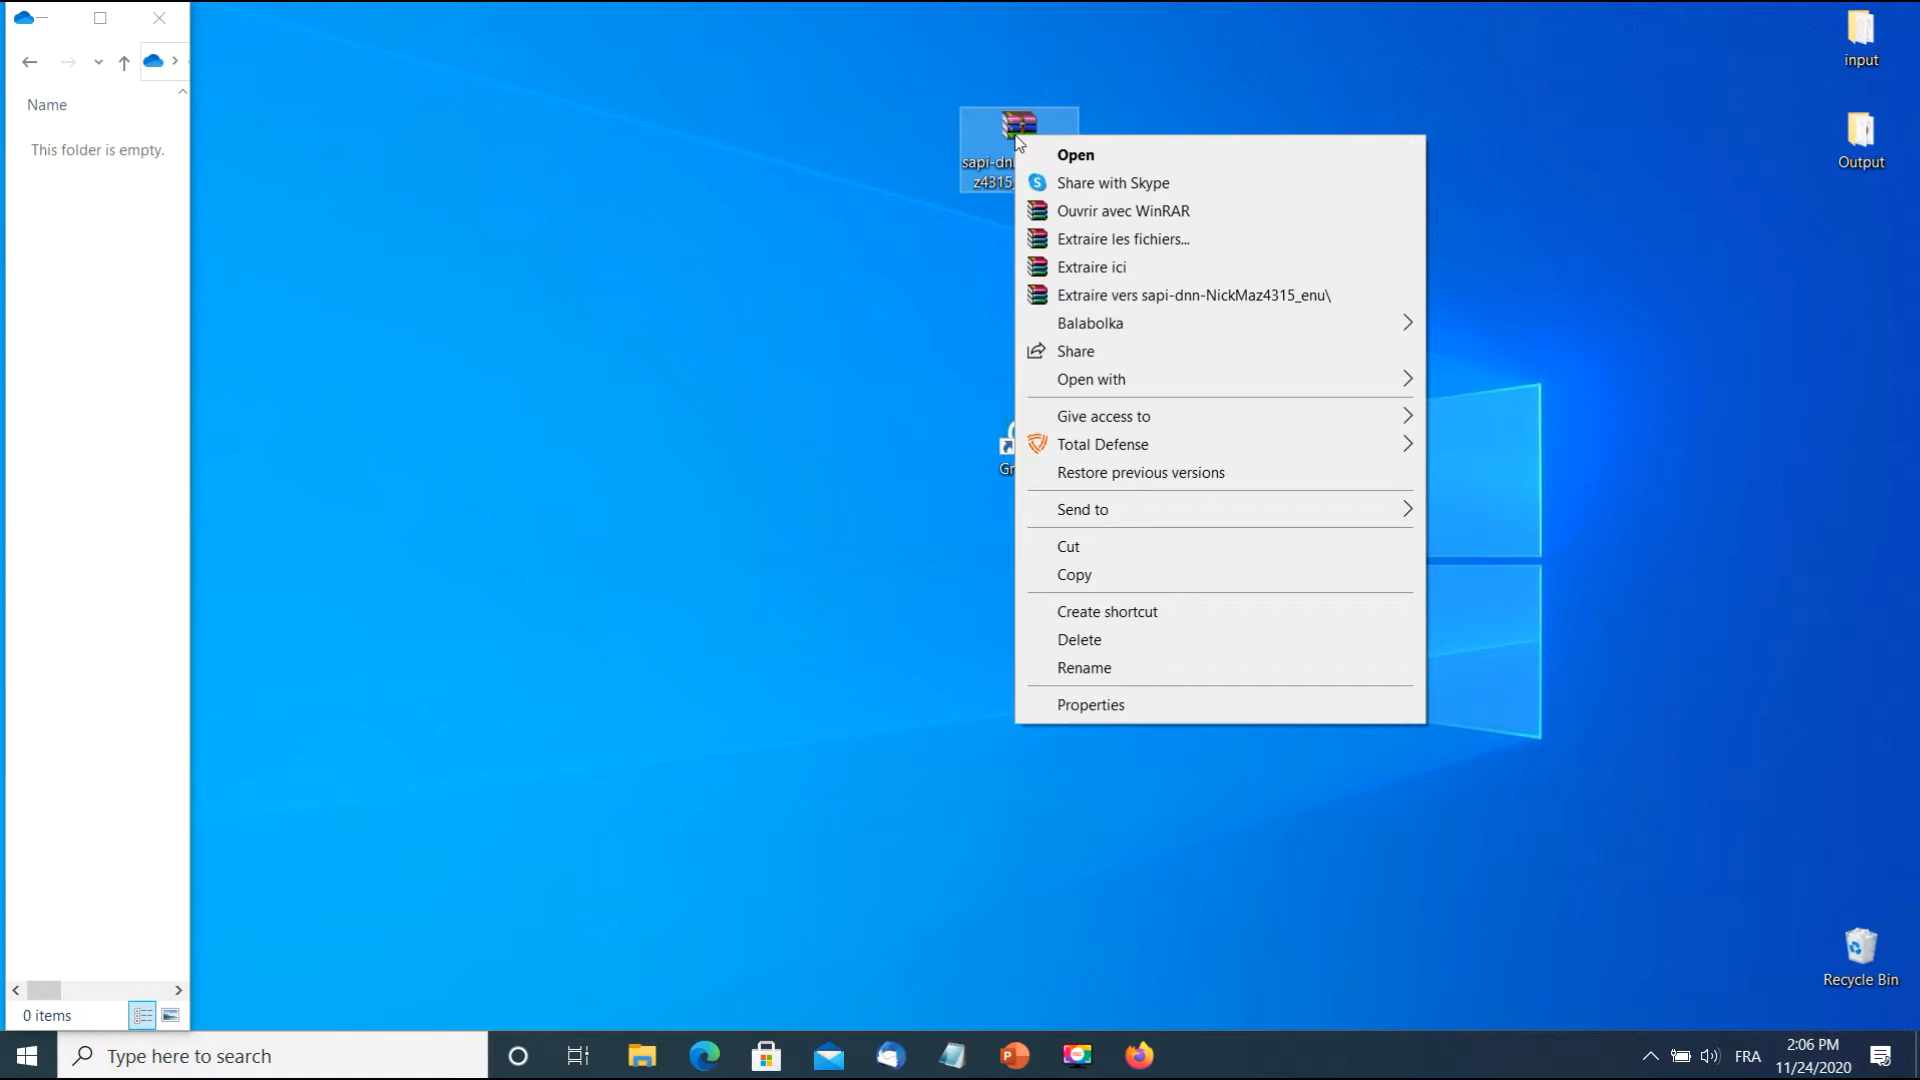 Name
This folder is empty.
0 items
sapi-dn
z4315_
Open
Share with Skype
Ouvrir avec WinRAR
Extraire les fichiers...
Extraire ici
Extraire vers sapi-dnn-NickMaz4315_enu\
Balabolka
Share
Open with
Give access to
Total Defense
Restore previous versions
Send to
Cut
Copy
Create shortcut
Delete
Rename
Properties
Gr
input
Output
Recycle Bin
Type here to search
FRA
2:06 PM
11/24/2020